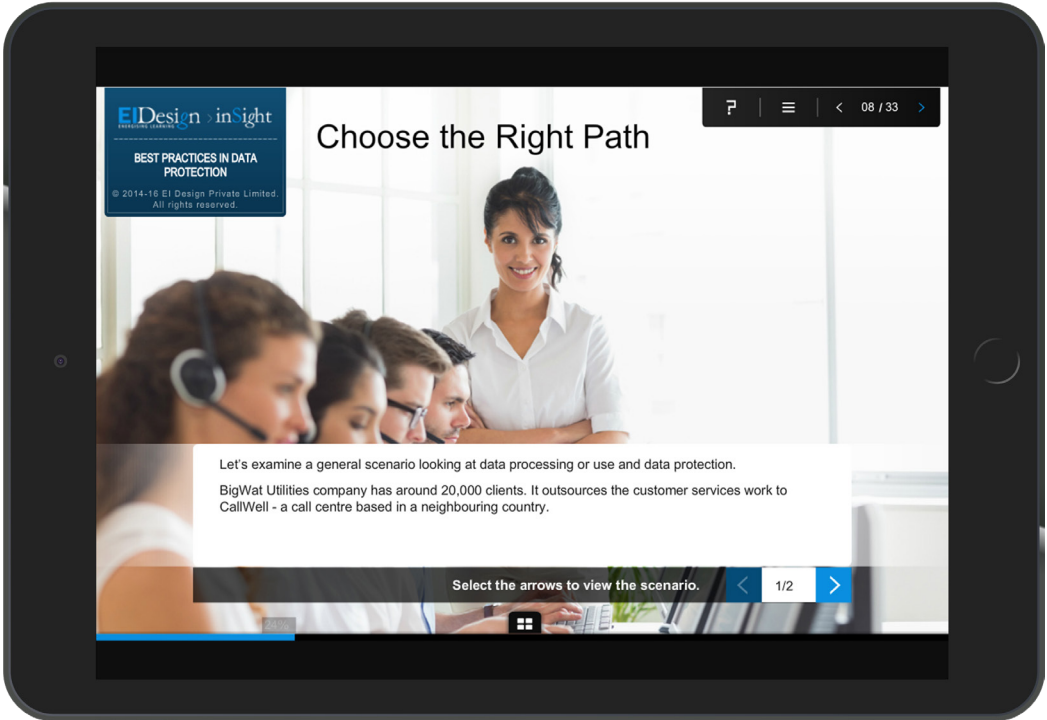 EIDesign >inSight
ENERGISING LEARNING
BEST PRACTICES IN DATA
PROTECTION
© 2014-16 EI Design Private Limited.
All rights reserved.
Choose the Right Path
?
08 / 33
Let's examine a general scenario looking at data processing or use and data protection.
BigWat Utilities company has around 20,000 clients. It outsources the customer services work to
CallWell - a call centre based in a neighbouring country.
Select the arrows to view the scenario.
1/2
24%